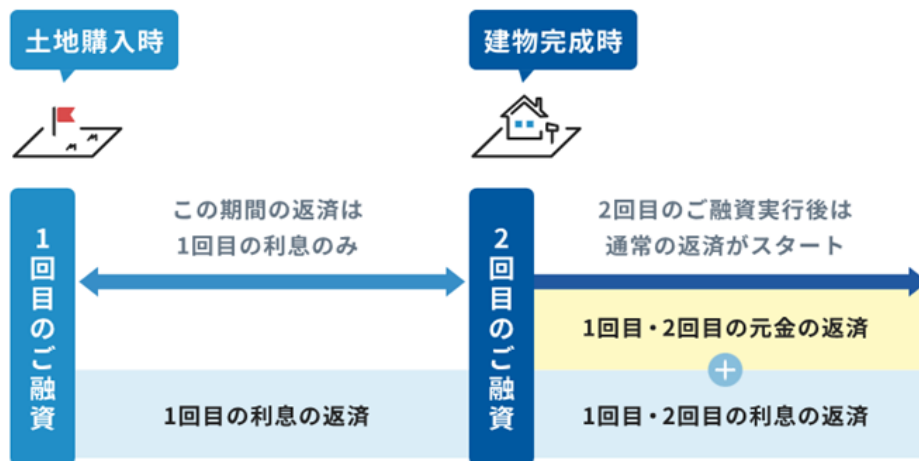 土地購入時
建物完成時
1回目のご融資
この期間の返済は
1回目の利息のみ
1回目の利息の返済
2回目のご融資
2回目のご融資実行後は
通常の返済がスタート
1回目・2回目の元金の返済
+
1回目・2回目の利息の返済